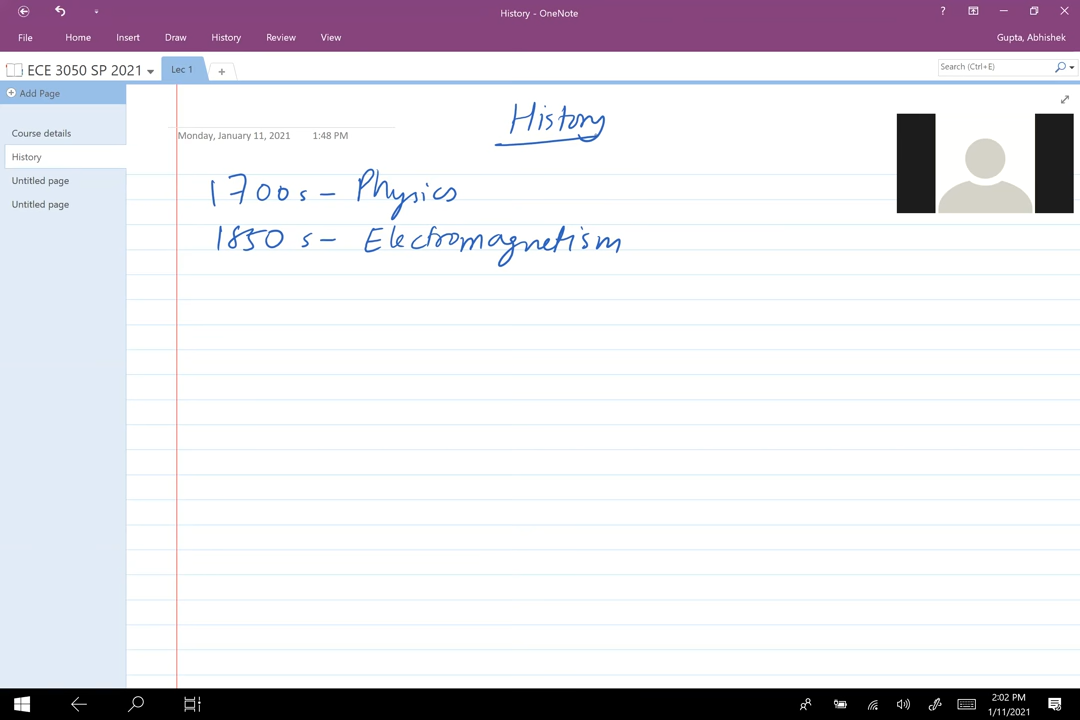 History - OneNote
?
File Home Insert Draw History Review View
Gupta, Abhishek
ECE 3050 SP 2021
Lec 1
+
Search (Ctrl+E)
Add Page
Course details
History
Untitled page
Untitled page
History
Monday, January 11, 2021 1:48 PM
1700s - Physics
1850 s - Electromagnetism
2:02 PM
1/11/2021